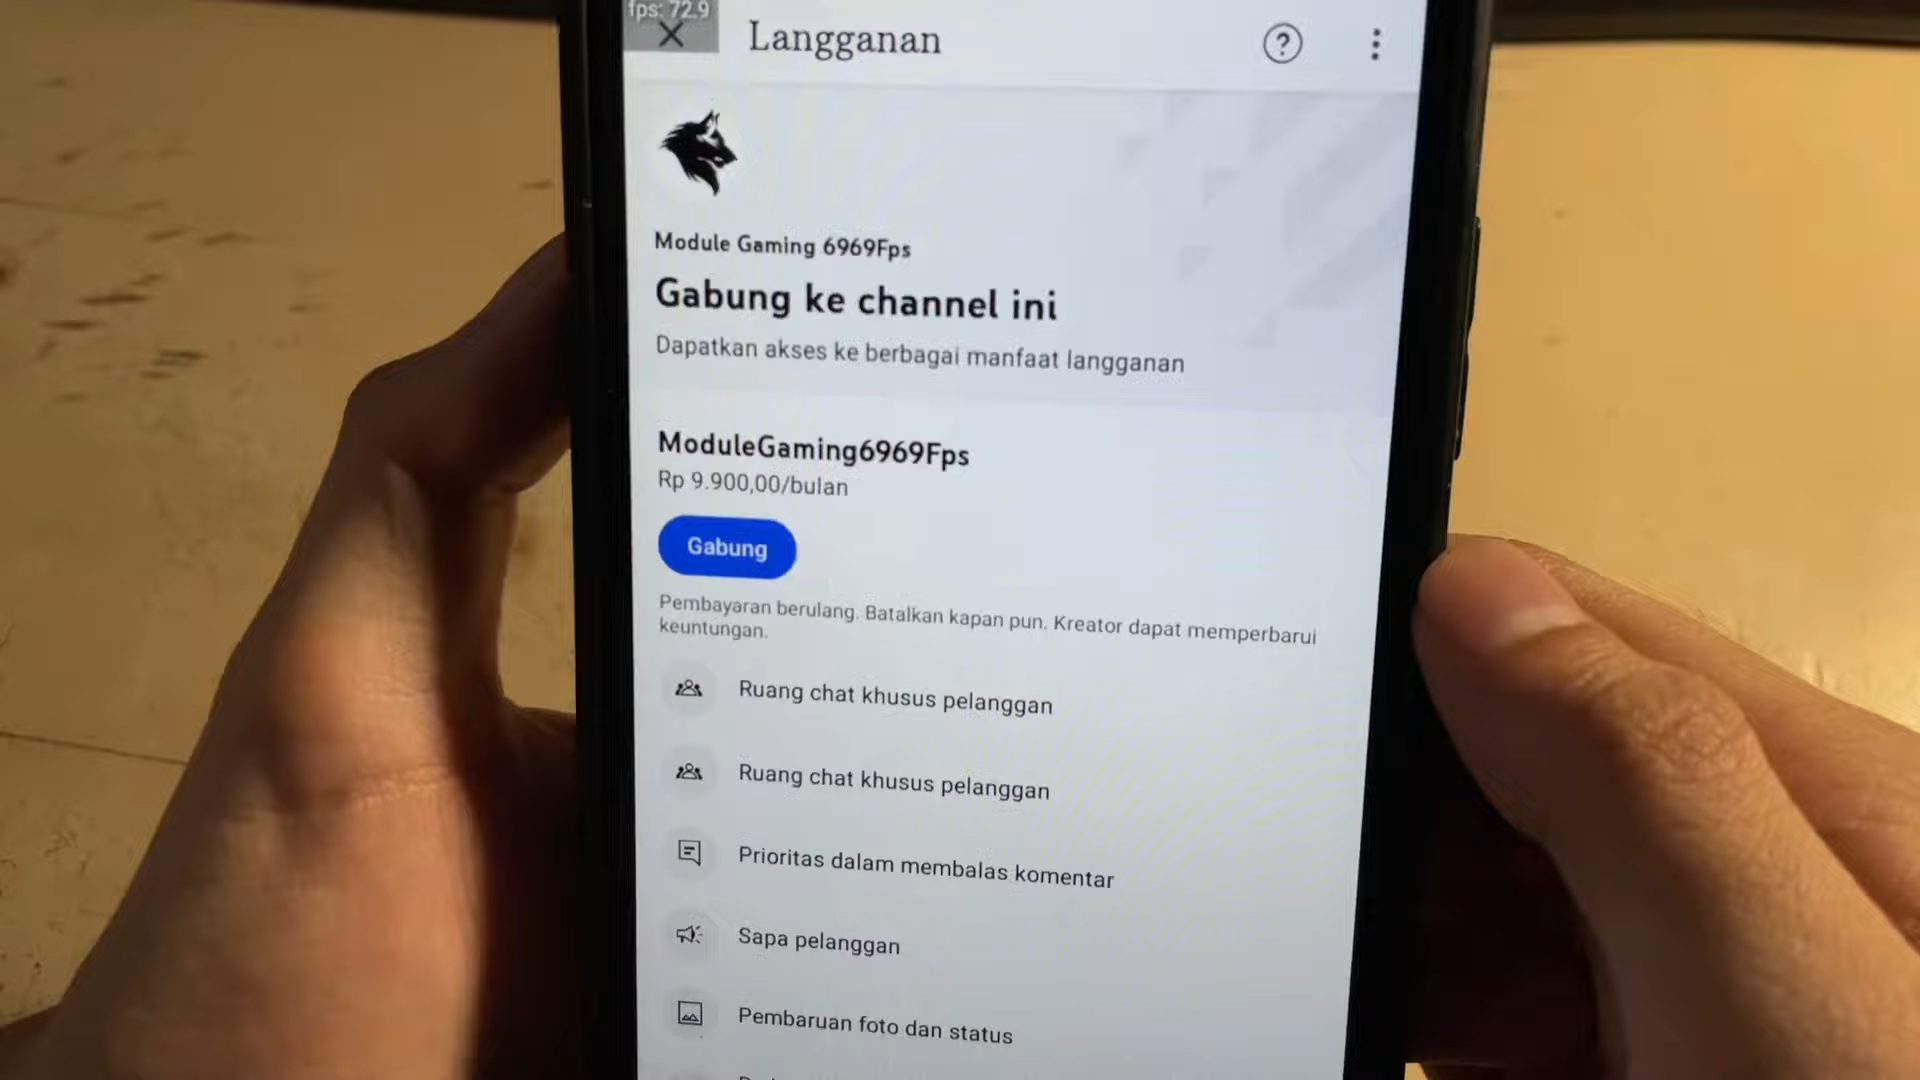 fps: 72.9
Langganan
Module Gaming 6969Fps
Gabung ke channel ini
Dapatkan akses ke berbagai manfaat langganan
ModuleGaming6969Fps
Rp 9.900,00/bulan
Gabung
Pembayaran berulang. Batalkan kapan pun. Kreator dapat memperbarui
keuntungan.
Ruang chat khusus pelanggan
Ruang chat khusus pelanggan
Prioritas dalam membalas komentar
Sapa pelanggan
Pembaruan foto dan status